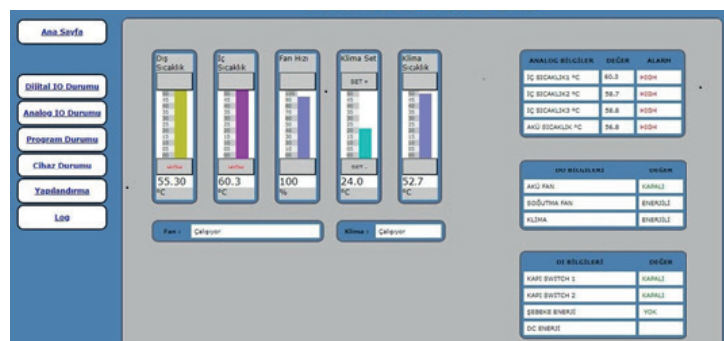 Ana Sayfa
Dijital IO Durumu
Analog IO Durumu
Program Durumu
Cihaz Durumu
Yapılandırma
Log
Dış Sıcaklık
55.30
°C
İç Sıcaklık
60.3
°C
Fan Hızı
100
%
Klima Set
SET +
SET -
24.0
°C
Klima Sıcaklık
52.7
°C
Fan : Çalışıyor
Klima : Çalışıyor
ANALOG BİLGİLER DEĞER ALARM
İÇ SICAKLIK1 °C 60.3 HIGH
İÇ SICAKLIK2 °C 58.7 HIGH
İÇ SICAKLIK3 °C 58.8 HIGH
AKÜ SICAKLIK °C 56.8 HIGH
DO BİLGİLERİ DEĞER
AKÜ FAN KAPALI
SOĞUTMA FAN ENERJİLİ
KLİMA ENERJİLİ
DI BİLGİLERİ DEĞER
KAPI SWITCH 1 KAPALI
KAPI SWITCH 2 KAPALI
ŞEBEKE ENERJİ YOK
DC ENERJİ